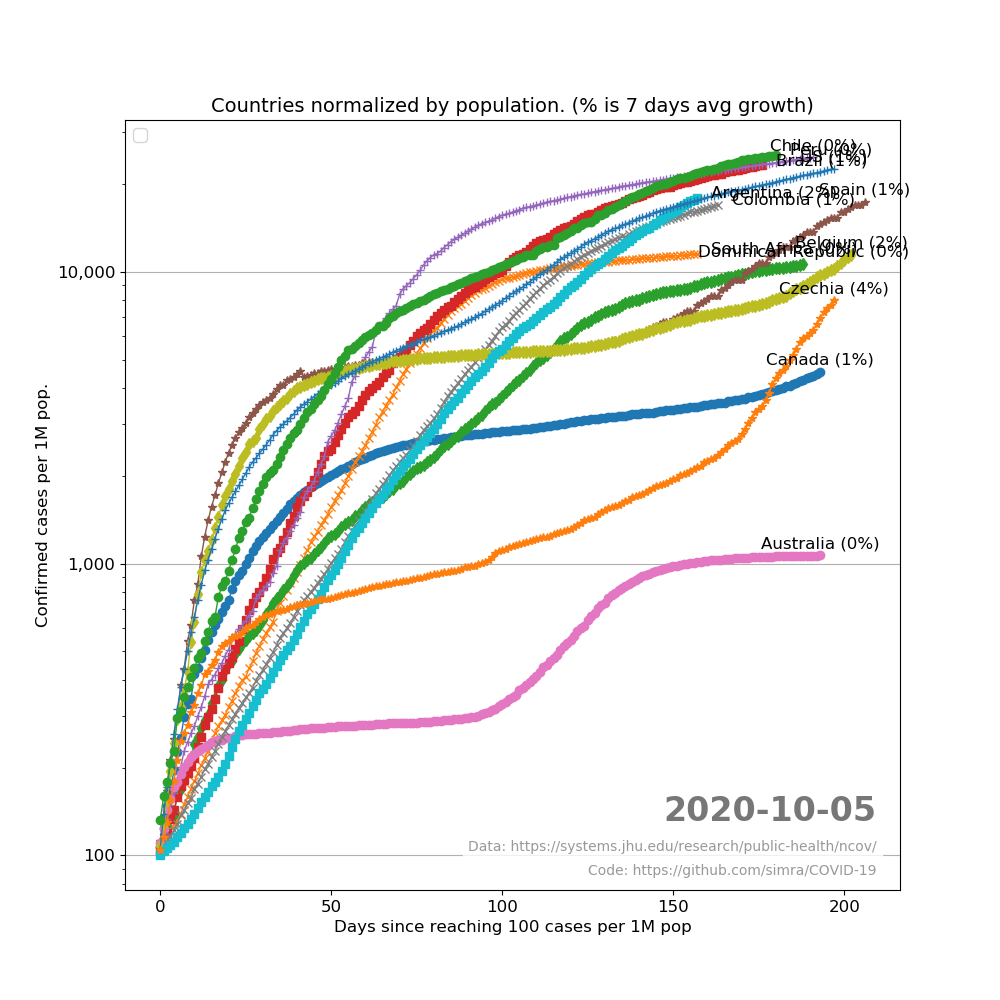 Countries normalized by population. (% is 7 days avg growth)
Chile (0%)
Peru (0%)
Brazil (1%)
Spain (1%)
Argentina (2%)
Colombia (1%)
Belgium (2%)
South Africa (0%)
Dominican Republic (0%)
Czechia (4%)
Canada (1%)
Australia (0%)
10,000
1,000
100
Confirmed cases per 1M pop.
2020-10-05
Data: https://systems.jhu.edu/research/public-health/ncov/
Code: https://github.com/simra/COVID-19
0
50
100
150
200
Days since reaching 100 cases per 1M pop